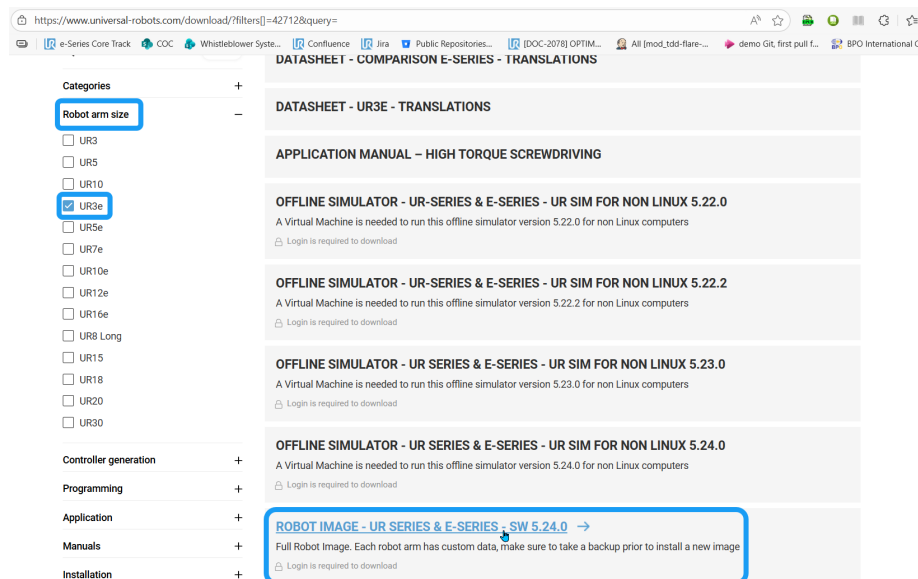 https://www.universal-robots.com/download/?filters[]=42712&query=
e-Series Core Track COC Whistleblower Syste... Confluence Jira Public Repositories... [DOC-2078] OPTIM... All [mod_tdd-flare-... demo Git, first pull f... BPO International
DATASHEET - COMPARISON E-SERIES - TRANSLATIONS
Categories
DATASHEET - UR3E - TRANSLATIONS
Robot arm size
UR3
APPLICATION MANUAL – HIGH TORQUE SCREWDRIVING
UR5
UR10
UR3e
UR5e
UR7e
UR10e
UR12e
UR16e
UR8 Long
UR15
UR18
UR20
UR30
Controller generation
Programming
Application
Manuals
Installation
OFFLINE SIMULATOR - UR-SERIES & E-SERIES - UR SIM FOR NON LINUX 5.22.0
A Virtual Machine is needed to run this offline simulator version 5.22.0 for non Linux computers
Login is required to download
OFFLINE SIMULATOR - UR-SERIES & E-SERIES - UR SIM FOR NON LINUX 5.22.2
A Virtual Machine is needed to run this offline simulator version 5.22.2 for non Linux computers
Login is required to download
OFFLINE SIMULATOR - UR SERIES & E-SERIES - UR SIM FOR NON LINUX 5.23.0
A Virtual Machine is needed to run this offline simulator version 5.23.0 for non Linux computers
Login is required to download
OFFLINE SIMULATOR - UR SERIES & E-SERIES - UR SIM FOR NON LINUX 5.24.0
A Virtual Machine is needed to run this offline simulator version 5.24.0 for non Linux computers
Login is required to download
ROBOT IMAGE - UR SERIES & E-SERIES - SW 5.24.0
Full Robot Image. Each robot arm has custom data, make sure to take a backup prior to install a new image
Login is required to download